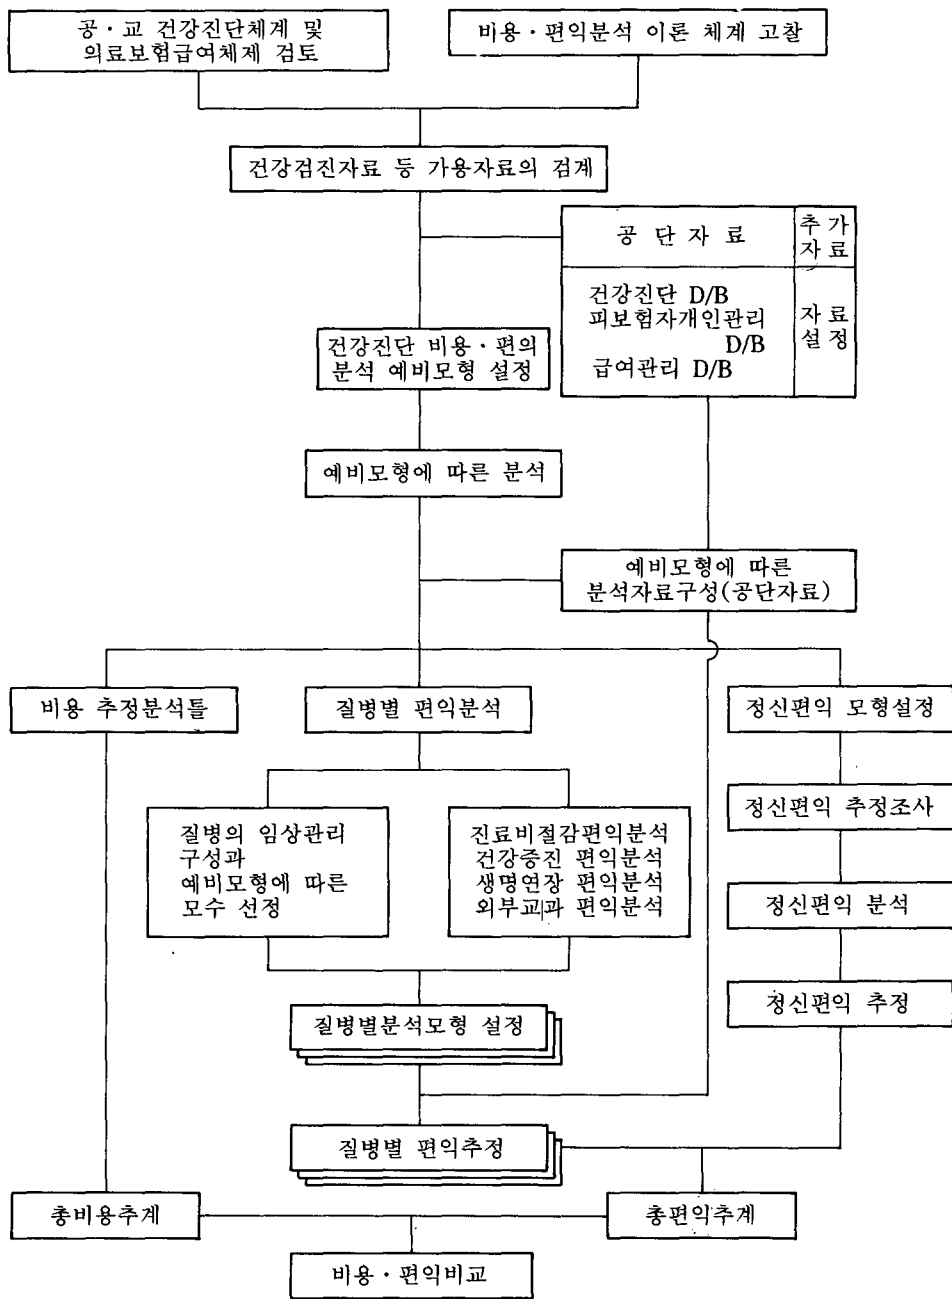 공·교 건강진단체계 및
의료보험급여체제 검토
비용·편익분석 이론 체계 고찰
건강검진자료 등 가용자료의 검계
공 단 자 료
추 가
자 료
건강진단 D/B
피보험자개인관리
D/B
급여관리 D/B
자 료
설 정
건강진단 비용·편의
분석 예비모형 설정
예비모형에 따른 분석
예비모형에 따른
분석자료구성(공단자료)
비용 추정분석틀
질병별 편익분석
정신편익 모형설정
질병의 임상관리
구성과
예비모형에 따른
모수 선정
진료비절감편익분석
건강증진 편익분석
생명연장 편익분석
외부교과 편익분석
정신편익 추정조사
정신편익 분석
정신편익 추정
질병별분석모형 설정
질병별 편익추정
총비용추계
총편익추계
비용·편익비교